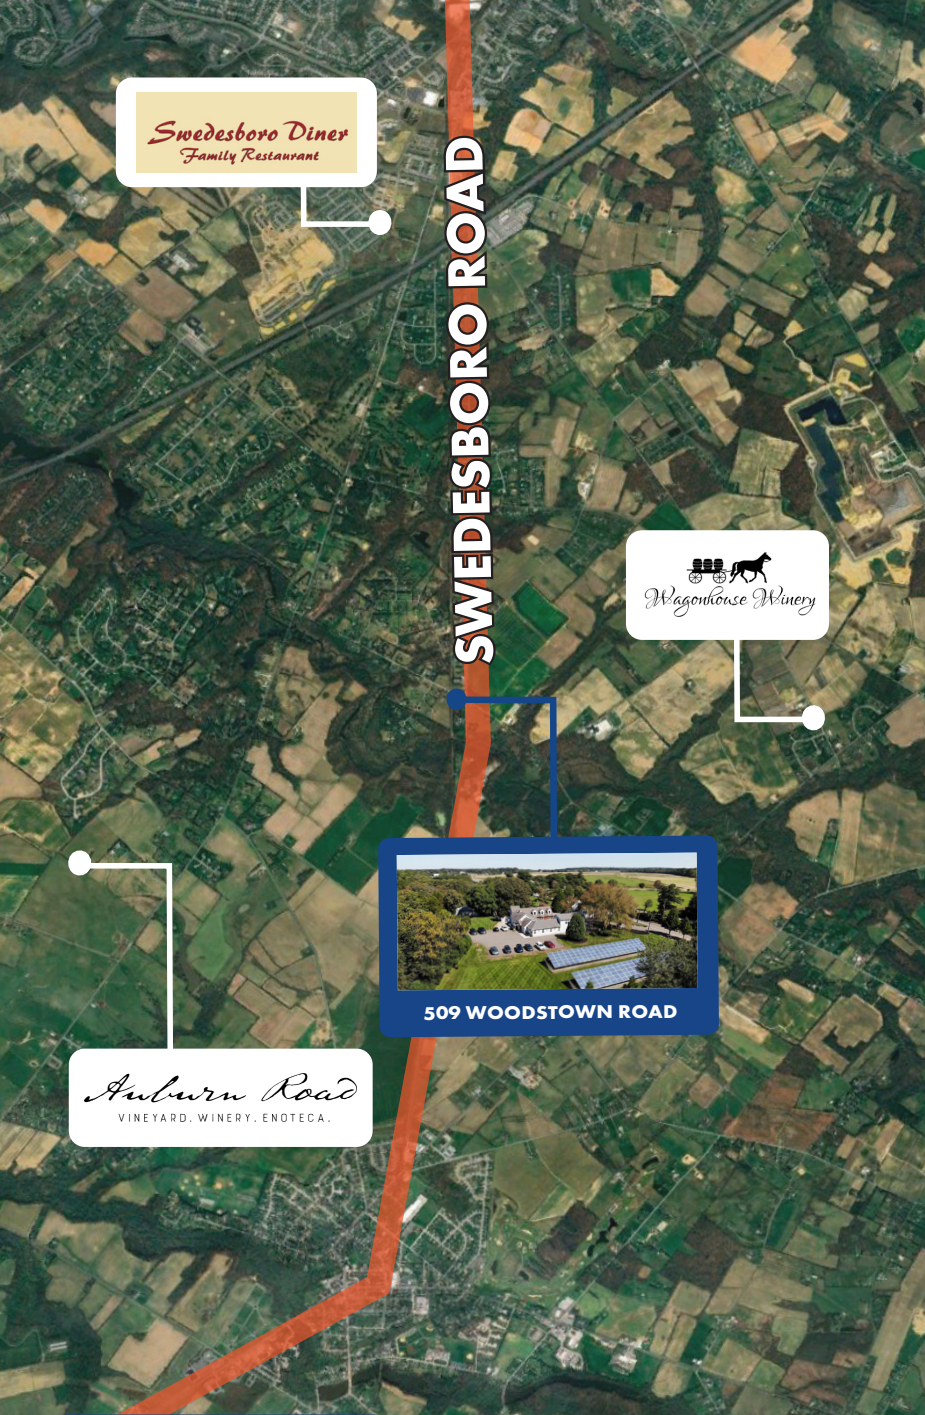 Swedesboro Diner
Family Restaurant
SWEDESBORO ROAD
Wagonhouse Winery
509 WOODSTOWN ROAD
Auburn Road
VINEYARD. WINERY. ENOTECA.